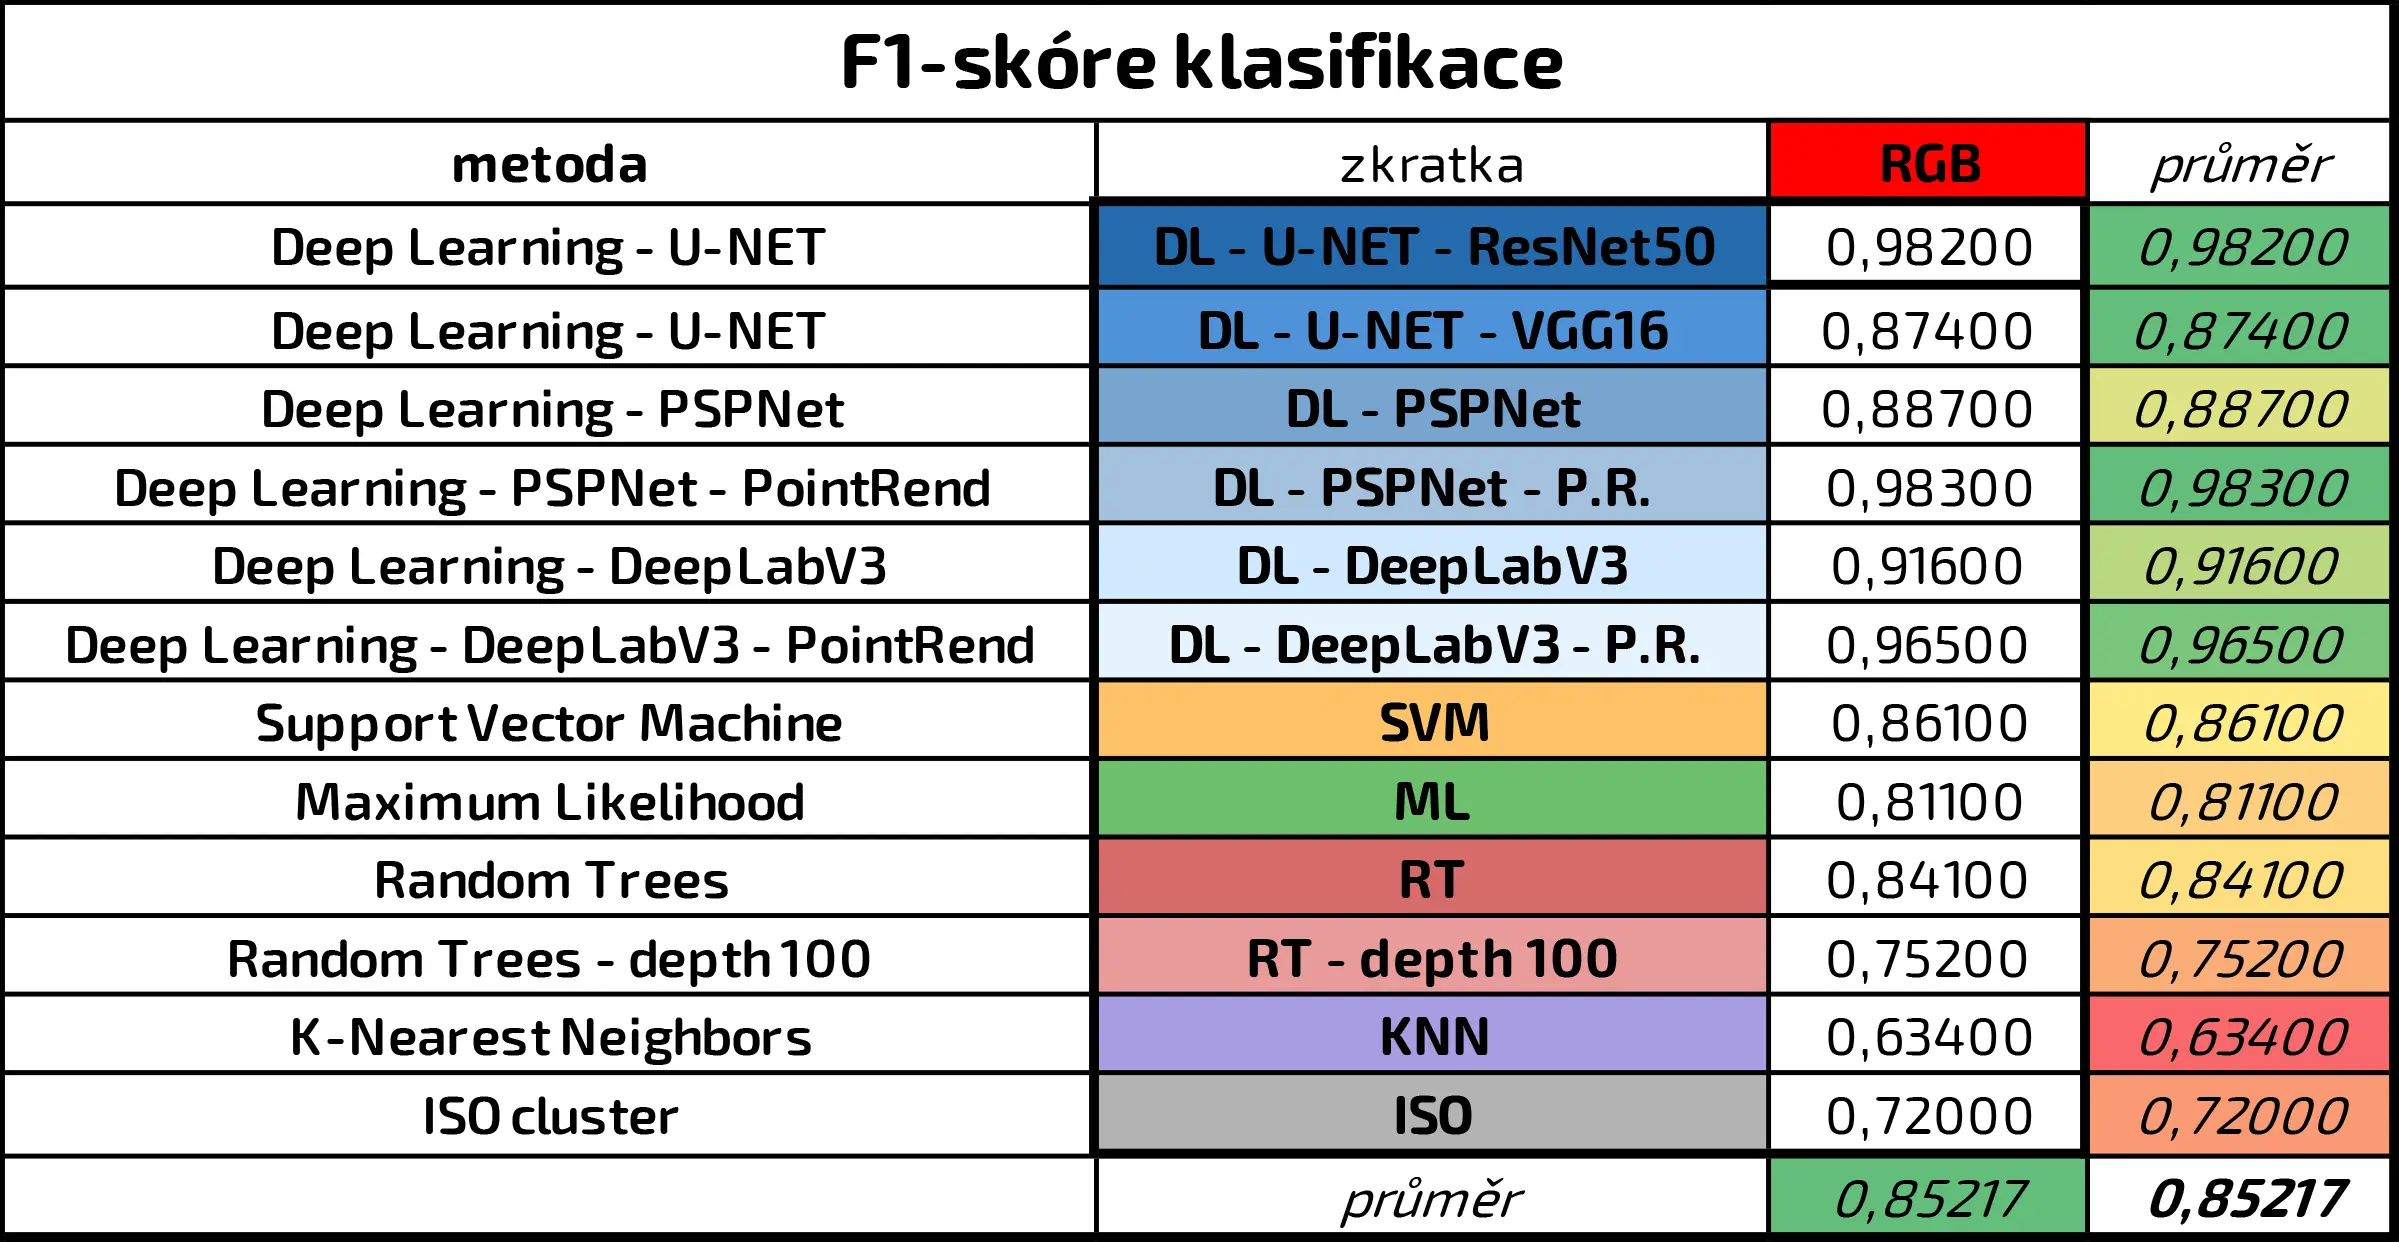 F1-skóre klasifikace
metoda zkratka RGB průměr
Deep Learning - U-NET DL - U-NET - ResNet50 0,98200 0,98200
Deep Learning - U-NET DL - U-NET - VGG16 0,87400 0,87400
Deep Learning - PSPNet DL - PSPNet 0,88700 0,88700
Deep Learning - PSPNet - PointRend DL - PSPNet - P.R. 0,98300 0,98300
Deep Learning - DeepLabV3 DL - DeepLabV3 0,91600 0,91600
Deep Learning - DeepLabV3 - PointRend DL - DeepLabV3 - P.R. 0,96500 0,96500
Support Vector Machine SVM 0,86100 0,86100
Maximum Likelihood ML 0,81100 0,81100
Random Trees RT 0,84100 0,84100
Random Trees - depth 100 RT - depth 100 0,75200 0,75200
K-Nearest Neighbors KNN 0,63400 0,63400
ISO cluster ISO 0,72000 0,72000
průměr 0,85217 0,85217